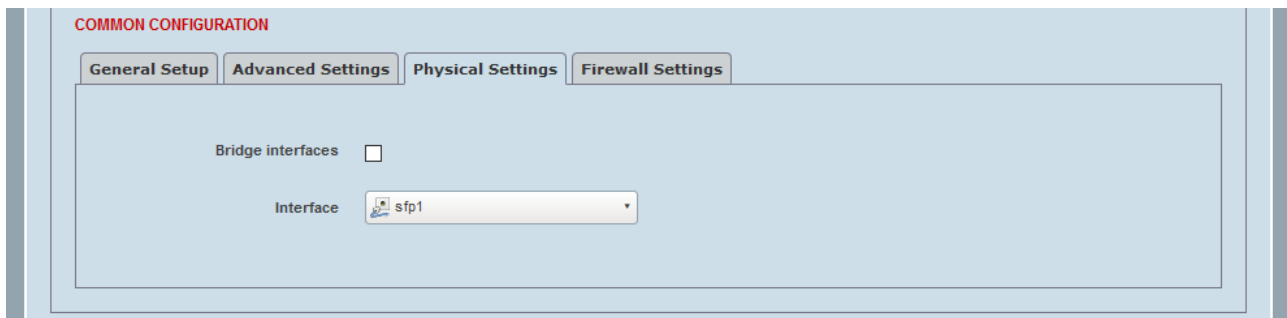 COMMON CONFIGURATION
General Setup Advanced Settings Physical Settings Firewall Settings
Bridge interfaces
Interface sfp1